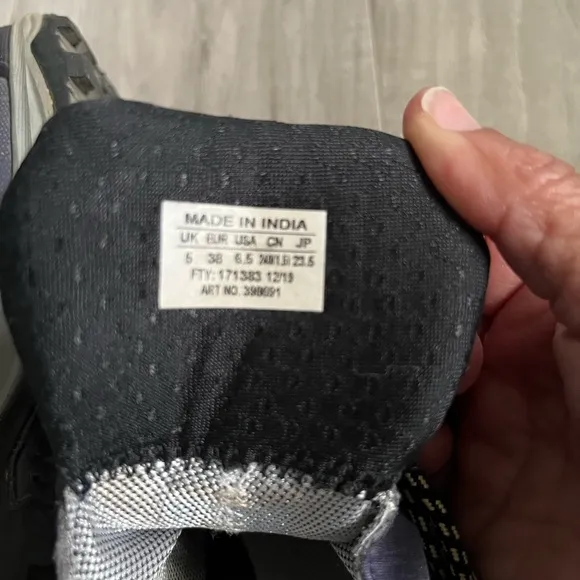 MADE IN INDIA
UK EUR USA CN JP
5 38 6.5 240(1.5) 23.5
FTY: 171383 12/19
ART NO. 399691